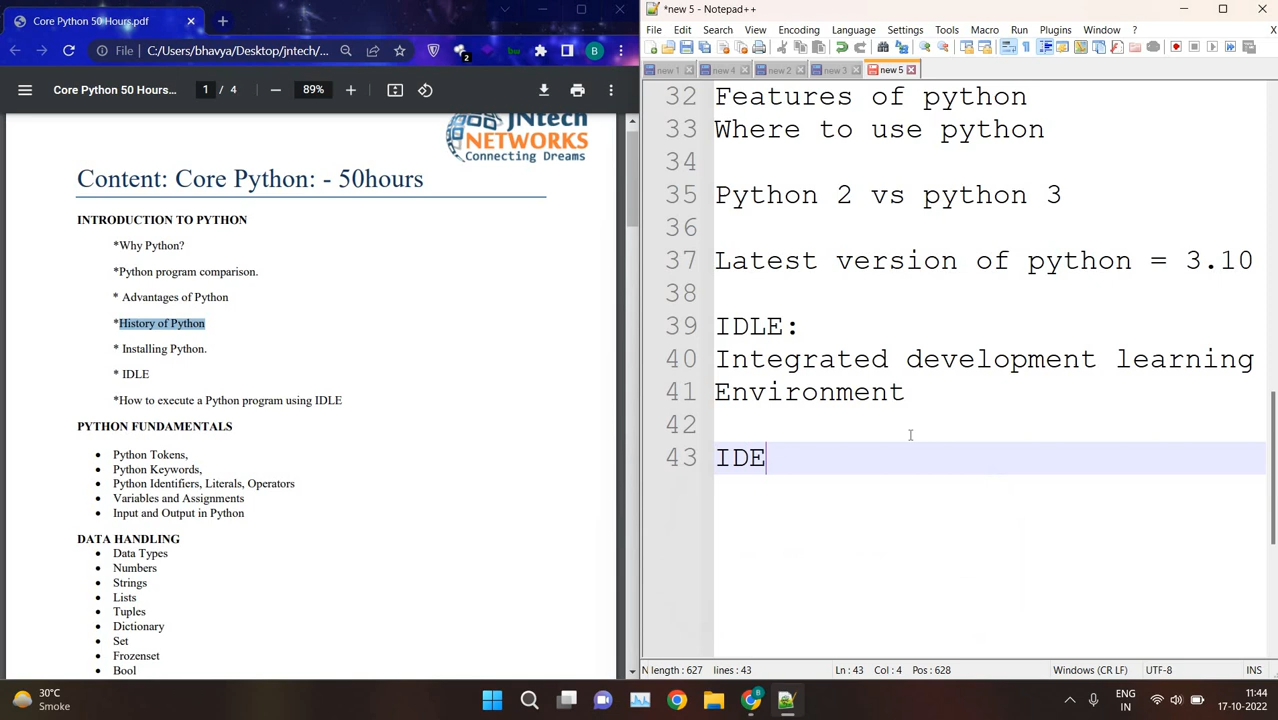 Core Python 50 Hours.pdf
File
C:/Users/bhavya/Desktop/jntech/...
2
B
Core Python 50 Hours...
1 / 4
89%
JNtech
NETWORKS
Connecting Dreams
Content: Core Python: - 50hours
INTRODUCTION TO PYTHON
*Why Python?
*Python program comparison.
* Advantages of Python
*History of Python
* Installing Python.
* IDLE
*How to execute a Python program using IDLE
PYTHON FUNDAMENTALS
• Python Tokens,
• Python Keywords,
• Python Identifiers, Literals, Operators
• Variables and Assignments
• Input and Output in Python
DATA HANDLING
• Data Types
• Numbers
• Strings
• Lists
• Tuples
• Dictionary
• Set
• Frozenset
• Bool
*new 5 - Notepad++
File Edit Search View Encoding Language Settings Tools Macro Run Plugins Window ?
new 1 new 4 new 2 new 3 new 5
32 Features of python
33 Where to use python
34
35 Python 2 vs python 3
36
37 Latest version of python = 3.10
38
39 IDLE:
40 Integrated development learning
41 Environment
42
43 IDE
N length : 627 lines : 43 Ln : 43 Col : 4 Pos : 628 Windows (CR LF) UTF-8 INS
30°C
Smoke
ENG
IN
11:44
17-10-2022